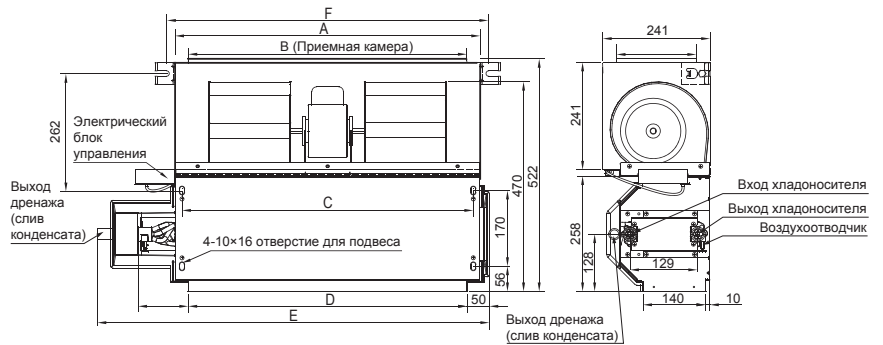 F
A
B (Приемная камера)
262
Электрический
блок
управления
Выход
дренажа
(слив
конденсата)
C
4-10×16 отверстие для подвеса
170
56
470
522
D
50
E
241
241
258
128
129
140
10
Вход хладоносителя
Выход хладоносителя
Воздухоотводчик
Выход дренажа
(слив конденсата)